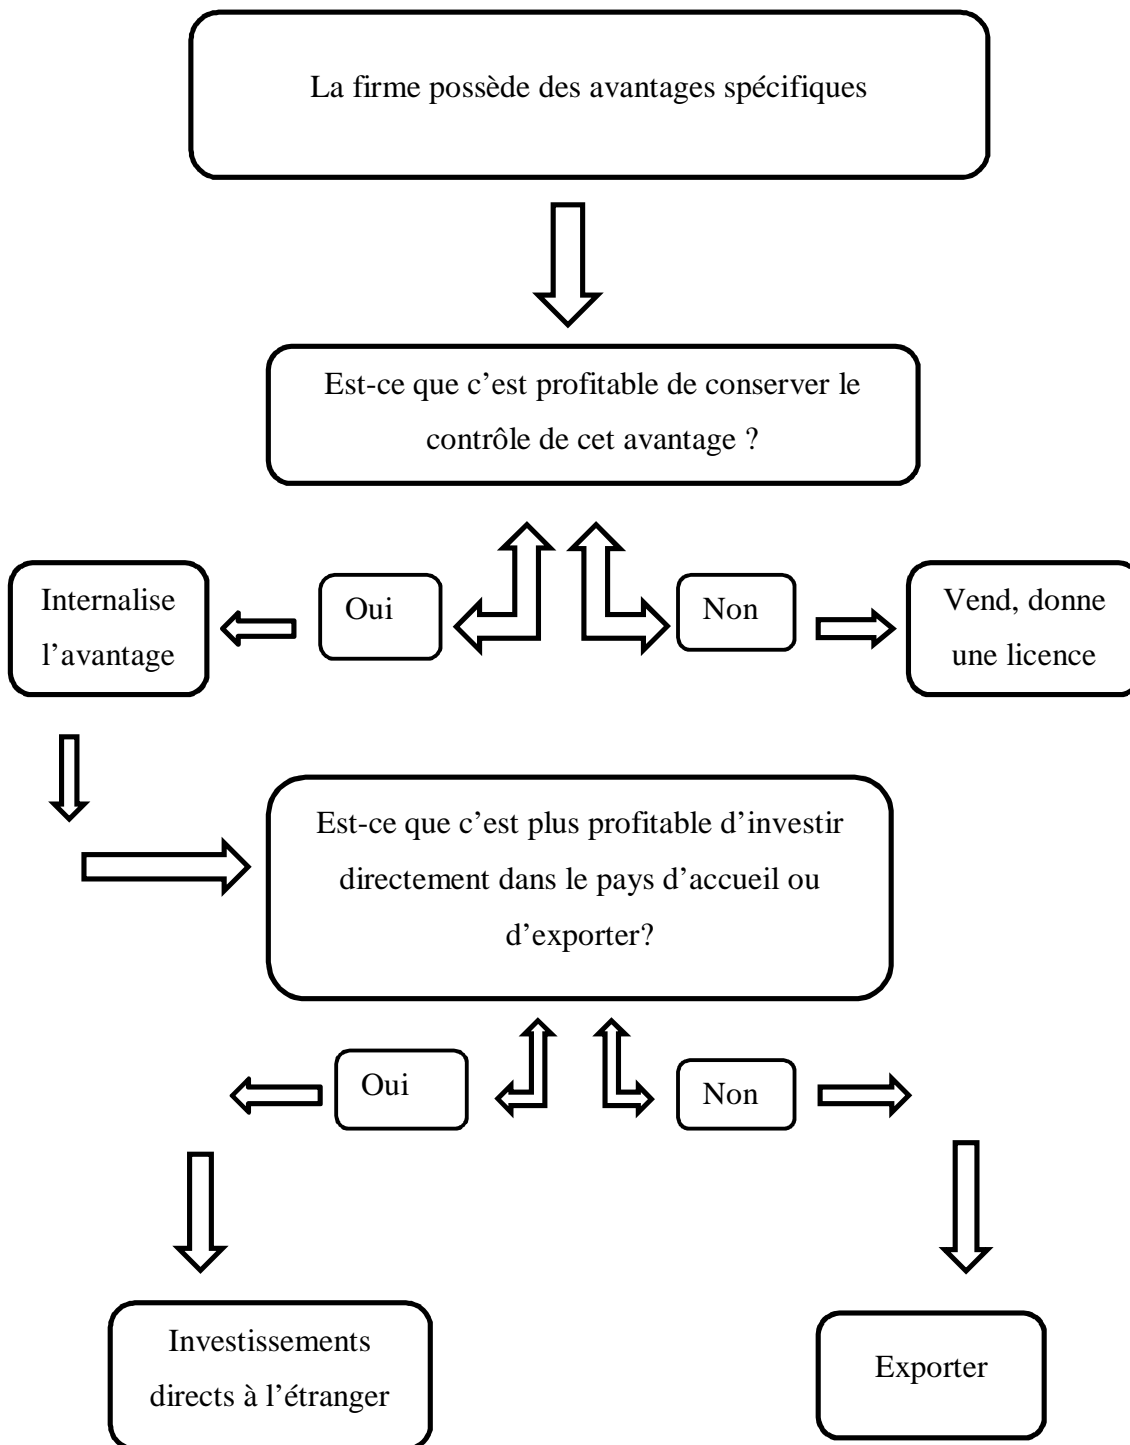 La firme possède des avantages spécifiques
Est-ce que c’est profitable de conserver le
contrôle de cet avantage ?
Internalise
l’avantage
Oui
Non
Vend, donne
une licence
Est-ce que c’est plus profitable d’investir
directement dans le pays d’accueil ou
d’exporter?
Oui
Non
Investissements
directs à l’étranger
Exporter